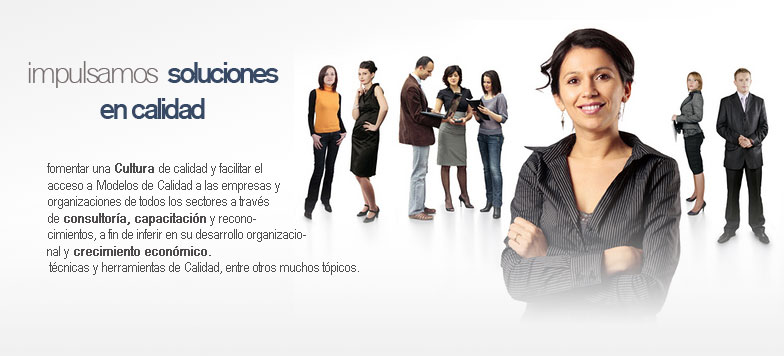 impulsamos soluciones
en calidad
fomentar una Cultura de calidad y facilitar el
acceso a Modelos de Calidad a las empresas y
organizaciones de todos los sectores a través
de consultoría, capacitación y recono-
cimientos, a fin de inferir en su desarrollo organizacio-
nal y crecimiento económico.
técnicas y herramientas de Calidad, entre otros muchos tópicos.